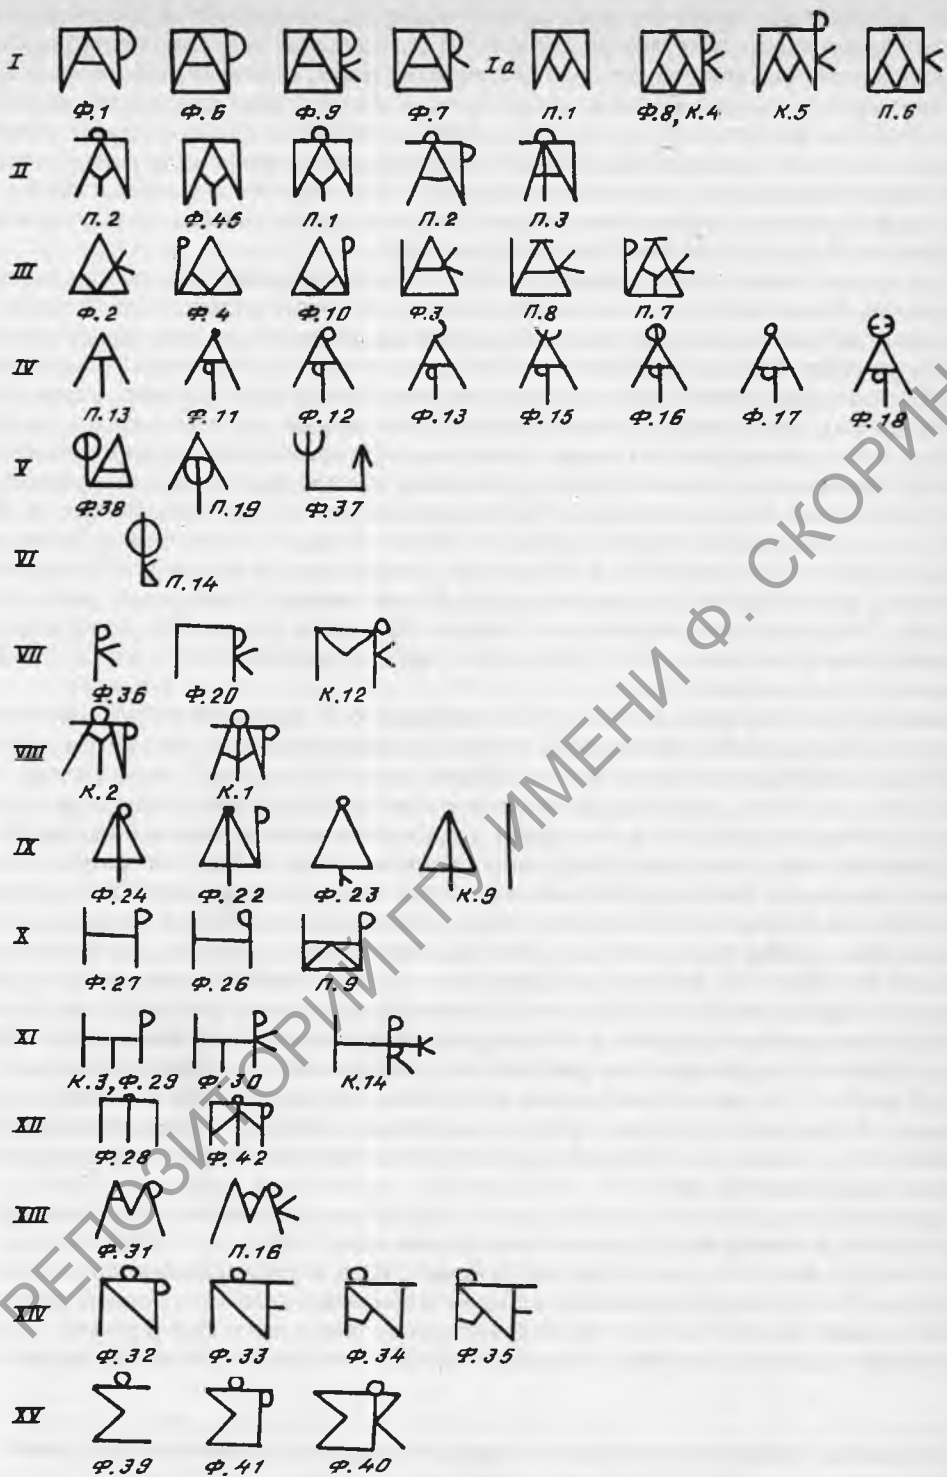 I Ф.1 Ф.6 Ф.9 Ф.7 Iа П.1 Ф.8, К.4 К.5 П.6
II П.2 Ф.46 П.1 П.2 П.3
III Ф.2 Ф.4 Ф.10 Ф.3 П.8 П.7
IV П.13 Ф.11 Ф.12 Ф.13 Ф.15 Ф.16 Ф.17 Ф.18
V Ф.38 П.19 Ф.37
VI П.14
VII Ф.36 Ф.20 К.12
VIII К.2 К.1
IX Ф.24 Ф.22 Ф.23 К.9
X Ф.27 Ф.26 П.9
XI К.3, Ф.29 Ф.30 К.14
XII Ф.28 Ф.42
XIII Ф.31 П.16
XIV Ф.32 Ф.33 Ф.34 Ф.35
XV Ф.39 Ф.41 Ф.40
РЕПОЗИТОРИЙ ГГУ ИМЕНИ Ф. СКОРИН